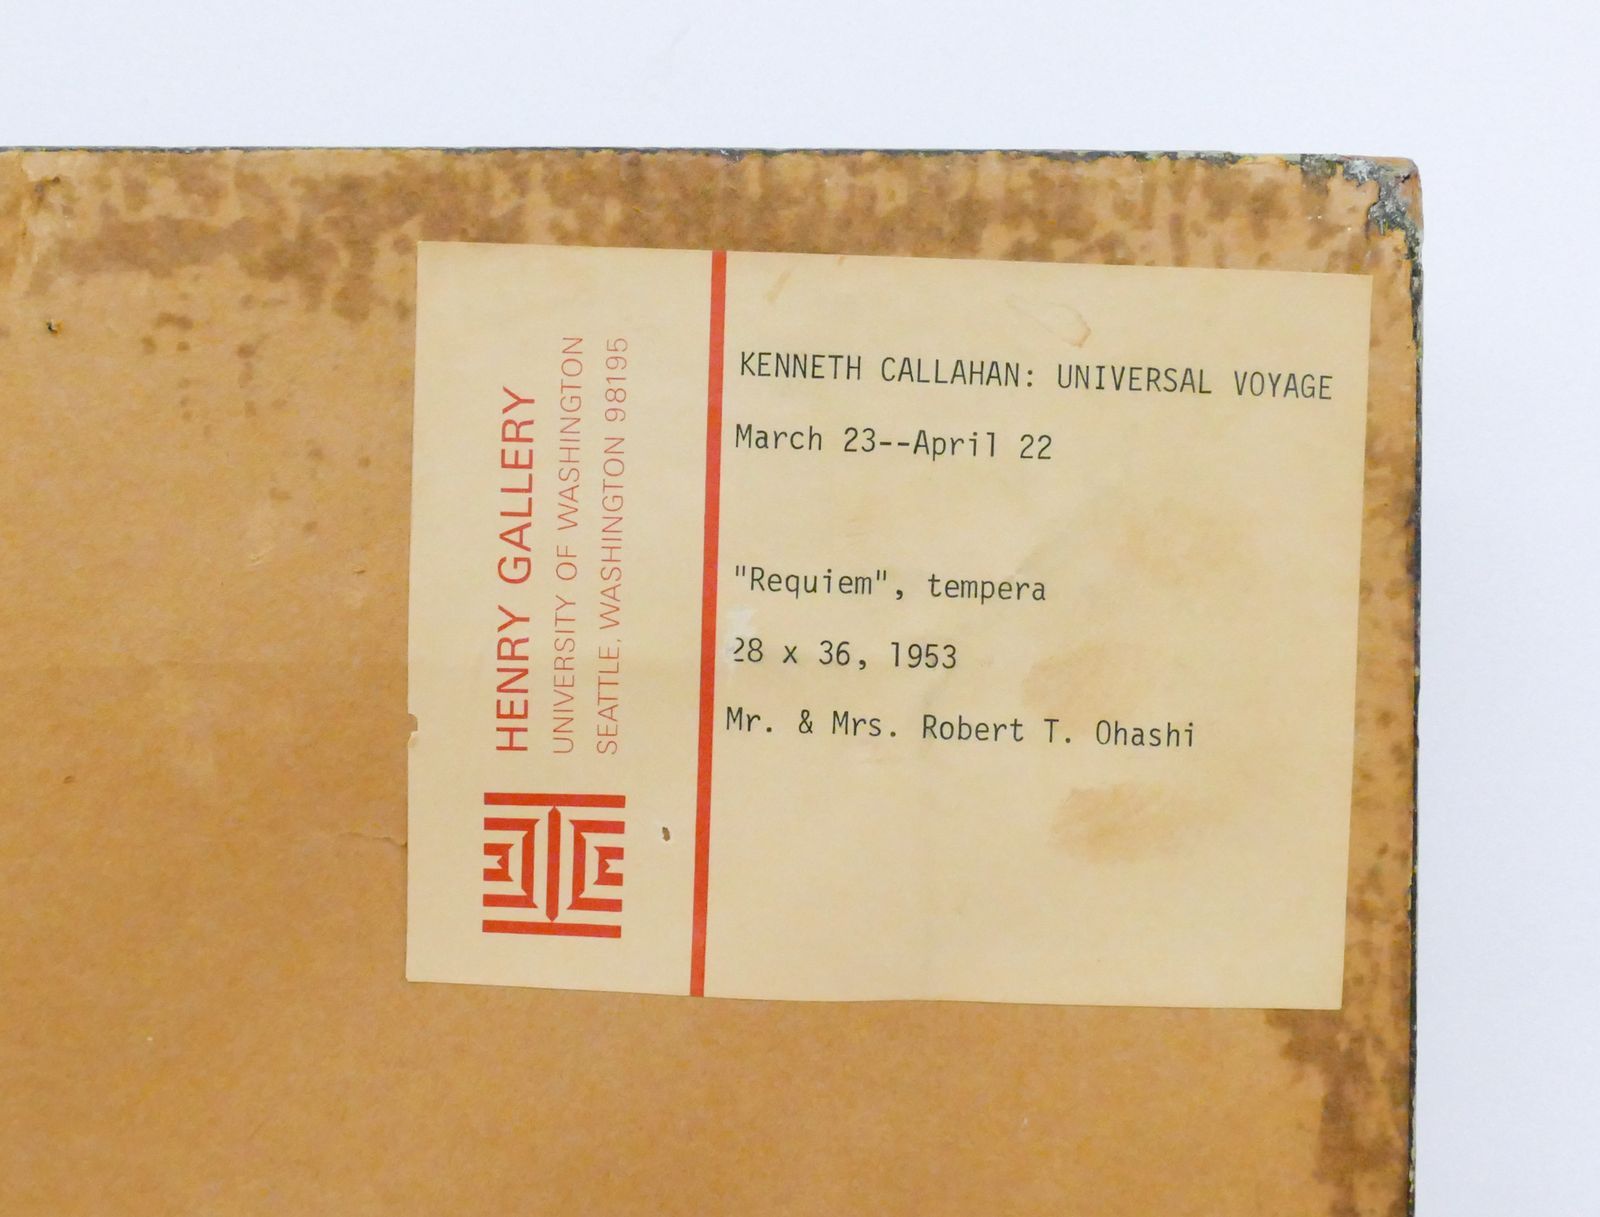 HENRY GALLERY
UNIVERSITY OF WASHINGTON
SEATTLE, WASHINGTON 98195
KENNETH CALLAHAN: UNIVERSAL VOYAGE
March 23--April 22
"Requiem", tempera
28 x 36, 1953
Mr. & Mrs. Robert T. Ohashi